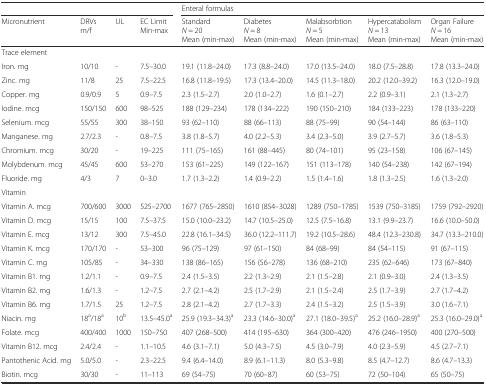 Enteral formulas
Micronutrient DRVs UL EC Limit Standard Diabetes Malabsorbtion Hypercatabolism Organ Failure
m/f Min-max N = 20 N = 8 N = 5 N = 13 N = 16
Mean (min-max) Mean (min-max) Mean (min-max) Mean (min-max) Mean (min-max)
Trace element
Iron. mg 10/10 - 7.5–30.0 19.1 (11.8–24.0) 17.3 (8.8–24.0) 17.0 (13.5–24.0) 18.0 (7.5–28.8) 17.8 (13.3–24.0)
Zinc. mg 11/8 25 7.5–22.5 16.8 (11.8–19.5) 17.3 (13.4–20.0) 14.5 (11.3–18.0) 20.2 (12.0–39.2) 16.3 (12.0–19.0)
Copper. mg 0.9/0.9 5 0.9–7.5 2.3 (1.5–2.7) 2.0 (1.0–2.7) 1.6 (0.1–2.7) 2.2 (0.9–3.1) 2.1 (1.3–2.7)
Iodine. mcg 150/150 600 98–525 188 (129–234) 178 (134–222) 190 (150–210) 184 (133–223) 178 (133–220)
Selenium. mcg 55/55 300 38–150 93 (62–110) 88 (66–113) 88 (75–99) 90 (54–144) 86 (63–110)
Manganese. mg 2.7/2.3 - 0.8–7.5 3.8 (1.8–5.7) 4.0 (2.2–5.3) 3.4 (2.3–5.0) 3.9 (2.7–5.7) 3.6 (1.8–5.3)
Chromium. mcg 30/20 - 19–225 111 (75–165) 161 (88–445) 80 (74–101) 95 (23–158) 106 (67–145)
Molybdenum. mcg 45/45 600 53–270 153 (61–225) 149 (122–167) 151 (113–178) 140 (54–238) 142 (67–194)
Fluoride. mg 4/3 7 0–3.0 1.7 (1.3–2.2) 1.4 (0.9–2.2) 1.5 (1.4–1.6) 1.8 (1.3–2.5) 1.6 (1.3–2.0)
Vitamin
Vitamin A. mcg 700/600 3000 525–2700 1677 (765–2850) 1610 (854–3028) 1289 (750–1785) 1539 (750–3185) 1759 (792–2920)
Vitamin D. mcg 15/15 100 7.5–37.5 15.0 (10.0–23.2) 14.7 (10.5–25.0) 12.5 (7.5–16.8) 13.1 (9.9–23.7) 16.6 (10.0–50.0)
Vitamin E. mcg 13/12 300 7.5–45.0 22.8 (16.1–34.5) 36.0 (12.2–111.7) 19.2 (10.5–28.6) 48.4 (12.3–230.8) 34.7 (13.3–210.0)
Vitamin K. mcg 170/170 - 53–300 96 (75–129) 97 (61–150) 84 (68–99) 84 (54–115) 91 (67–115)
Vitamin C. mg 105/85 - 34–330 138 (86–165) 156 (56–278) 136 (68–210) 235 (62–646) 173 (67–840)
Vitamin B1. mg 1.2/1.1 - 0.9–7.5 2.4 (1.5–3.5) 2.2 (1.3–2.9) 2.1 (1.5–2.8) 2.1 (0.9–3.0) 2.4 (1.3–3.5)
Vitamin B2. mg 1.6/1.3 - 1.2–7.5 2.7 (2.1–4.2) 2.5 (1.7–2.9) 2.1 (1.5–2.4) 2.5 (1.7–3.9) 2.7 (1.7–4.2)
Vitamin B6. mg 1.7/1.5 25 1.2–7.5 2.8 (2.1–4.2) 2.7 (1.7–3.3) 2.4 (1.5–3.2) 2.5 (1.5–3.9) 3.0 (1.6–7.1)
Niacin. mg 18a/18a 10b 13.5–45.0a 25.9 (19.3–34.3)a 23.3 (14.6–30.0)a 27.1 (18.0–39.5)a 25.2 (16.0–28.9)a 25.3 (16.0–29.0)a
Folate. mcg 400/400 1000 150–750 407 (268–500) 414 (195–630) 364 (300–420) 476 (246–1950) 400 (270–500)
Vitamin B12. mcg 2.4/2.4 - 1.1–10.5 4.6 (3.1–7.1) 5.0 (4.3–7.5) 4.5 (3.0–7.9) 4.0 (2.3–5.9) 4.5 (2.7–7.1)
Pantothenic Acid. mg 5.0/5.0 - 2.3–22.5 9.4 (6.4–14.0) 8.9 (6.1–11.3) 8.0 (5.3–9.8) 8.5 (4.7–12.7) 8.6 (4.7–13.3)
Biotin. mcg 30/30 - 11–113 69 (54–75) 70 (60–87) 60 (53–75) 72 (50–104) 65 (50–75)